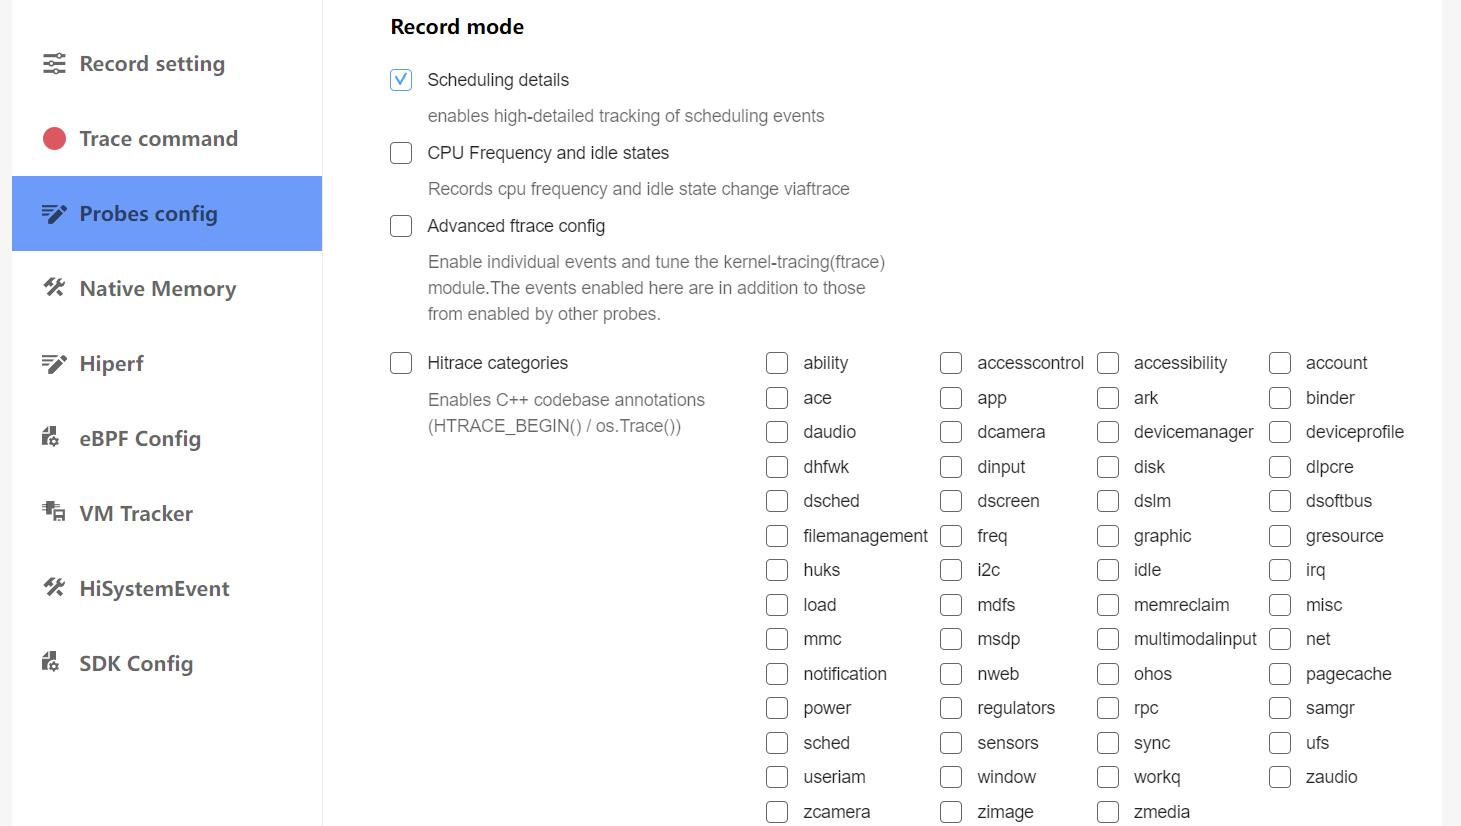 Record setting
Trace command
Probes config
Native Memory
Hiperf
eBPF Config
VM Tracker
HiSystemEvent
SDK Config
Record mode
Scheduling details
enables high-detailed tracking of scheduling events
CPU Frequency and idle states
Records cpu frequency and idle state change viaftrace
Advanced ftrace config
Enable individual events and tune the kernel-tracing(ftrace)
module.The events enabled here are in addition to those
from enabled by other probes.
Hitrace categories
Enables C++ codebase annotations
(HTRACE_BEGIN() / os.Trace())
ability accesscontrol accessibility account
ace app ark binder
daudio dcamera devicemanager deviceprofile
dhfwk dinput disk dlpcre
dsched dscreen dslm dsoftbus
filemanagement freq graphic gresource
huks i2c idle irq
load mdfs memreclaim misc
mmc msdp multimodalinput net
notification nweb ohos pagecache
power regulators rpc samgr
sched sensors sync ufs
useriam window workq zaudio
zcamera zimage zmedia